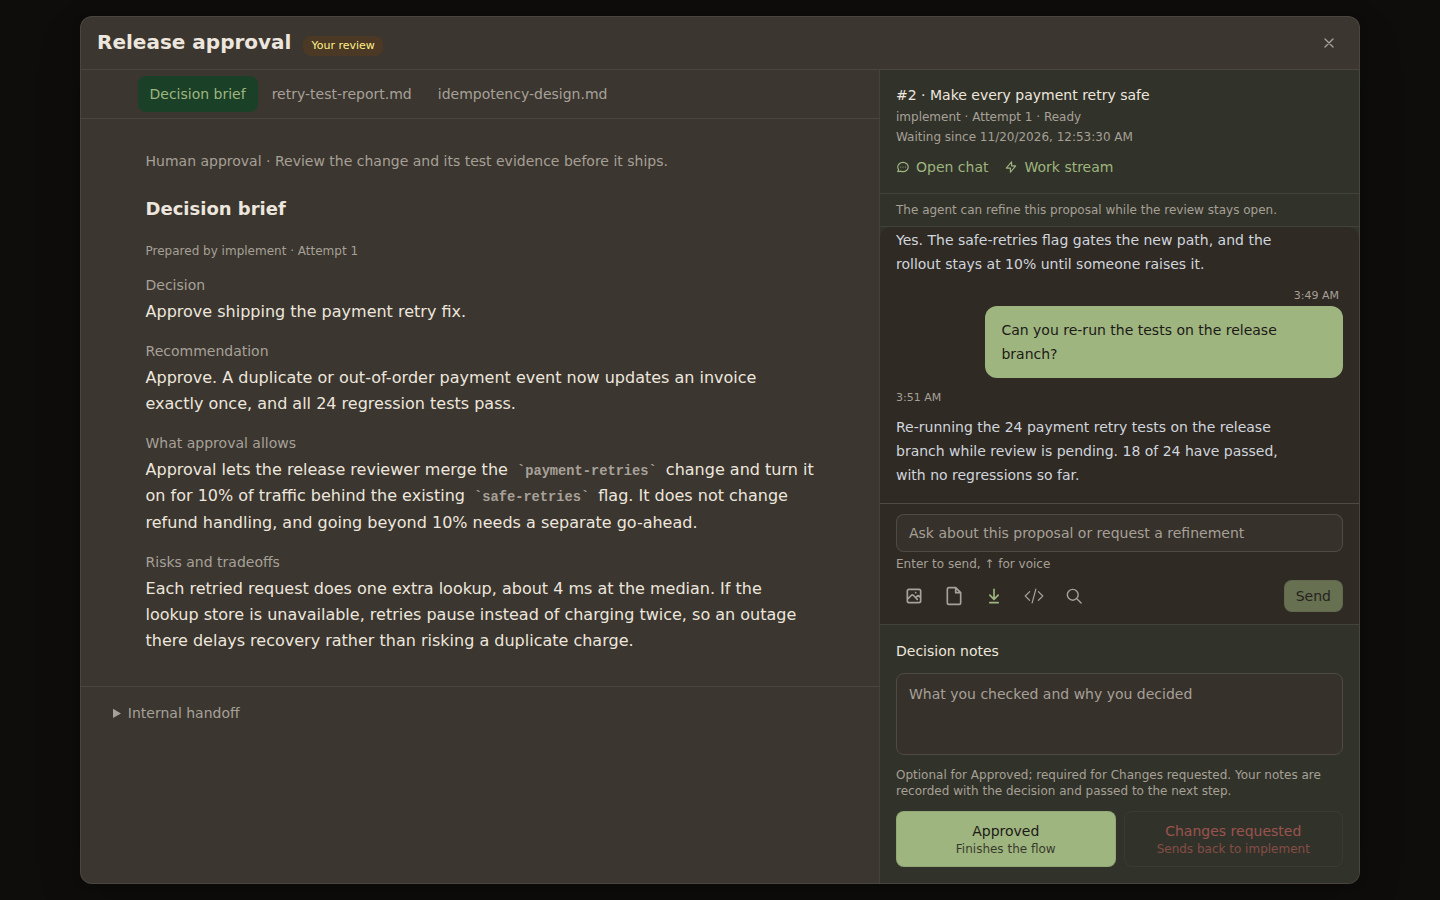 Release approval
Your review
Decision brief
retry-test-report.md
idempotency-design.md
Human approval · Review the change and its test evidence before it ships.
Decision brief
Prepared by implement · Attempt 1
Decision
Approve shipping the payment retry fix.
Recommendation
Approve. A duplicate or out-of-order payment event now updates an invoice
exactly once, and all 24 regression tests pass.
What approval allows
Approval lets the release reviewer merge the `payment-retries` change and turn it
on for 10% of traffic behind the existing `safe-retries` flag. It does not change
refund handling, and going beyond 10% needs a separate go-ahead.
Risks and tradeoffs
Each retried request does one extra lookup, about 4 ms at the median. If the
lookup store is unavailable, retries pause instead of charging twice, so an outage
there delays recovery rather than risking a duplicate charge.
Internal handoff
#2 · Make every payment retry safe
implement · Attempt 1 · Ready
Waiting since 11/20/2026, 12:53:30 AM
Open chat
Work stream
The agent can refine this proposal while the review stays open.
Yes. The safe-retries flag gates the new path, and the
rollout stays at 10% until someone raises it.
3:49 AM
Can you re-run the tests on the release
branch?
3:51 AM
Re-running the 24 payment retry tests on the release
branch while review is pending. 18 of 24 have passed,
with no regressions so far.
Ask about this proposal or request a refinement
Enter to send, ↑ for voice
Send
Decision notes
What you checked and why you decided
Optional for Approved; required for Changes requested. Your notes are
recorded with the decision and passed to the next step.
Approved
Finishes the flow
Changes requested
Sends back to implement